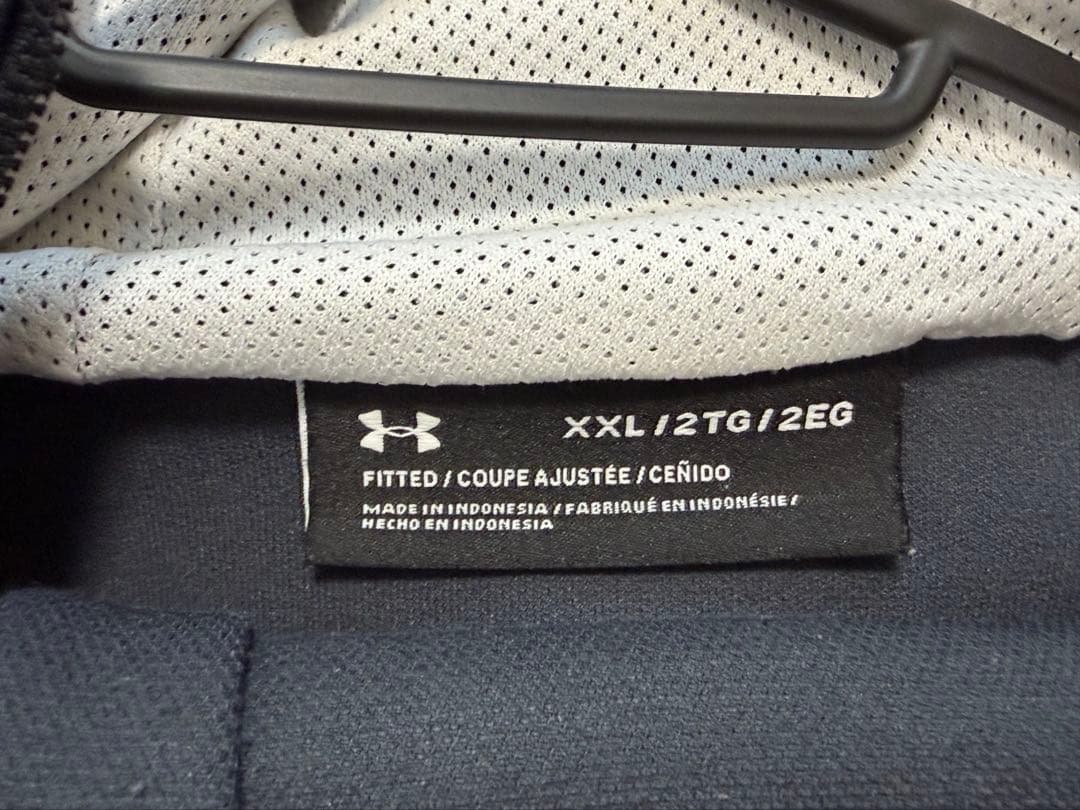 XXL / 2TG / 2EG
FITTED / COUPE AJUSTÉE / CEÑIDO
MADE IN INDONESIA / FABRIQUÉ EN INDONÉSIE /
HECHO EN INDONESIA